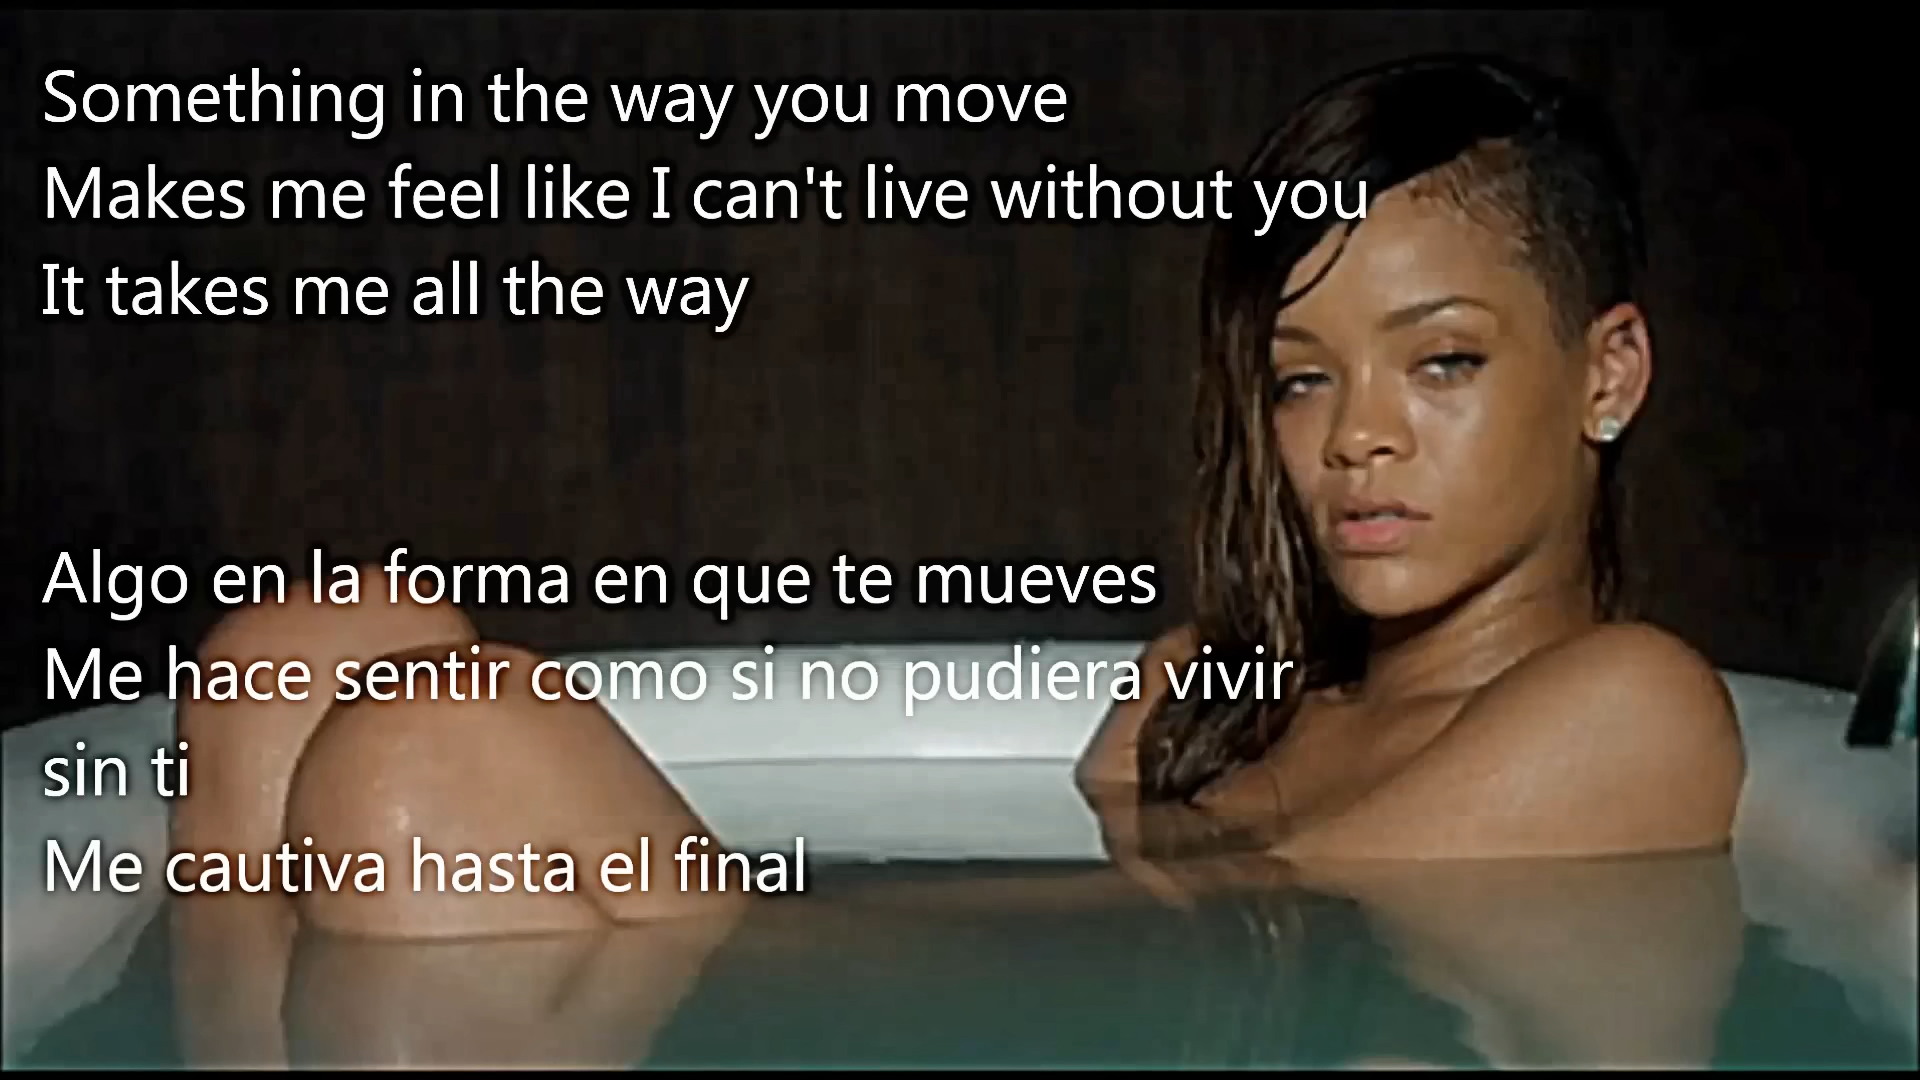 Something in the way you move
Makes me feel like I can't live without you
It takes me all the way
Algo en la forma en que te mueves
Me hace sentir como si no pudiera vivir
sin ti
Me cautiva hasta el final